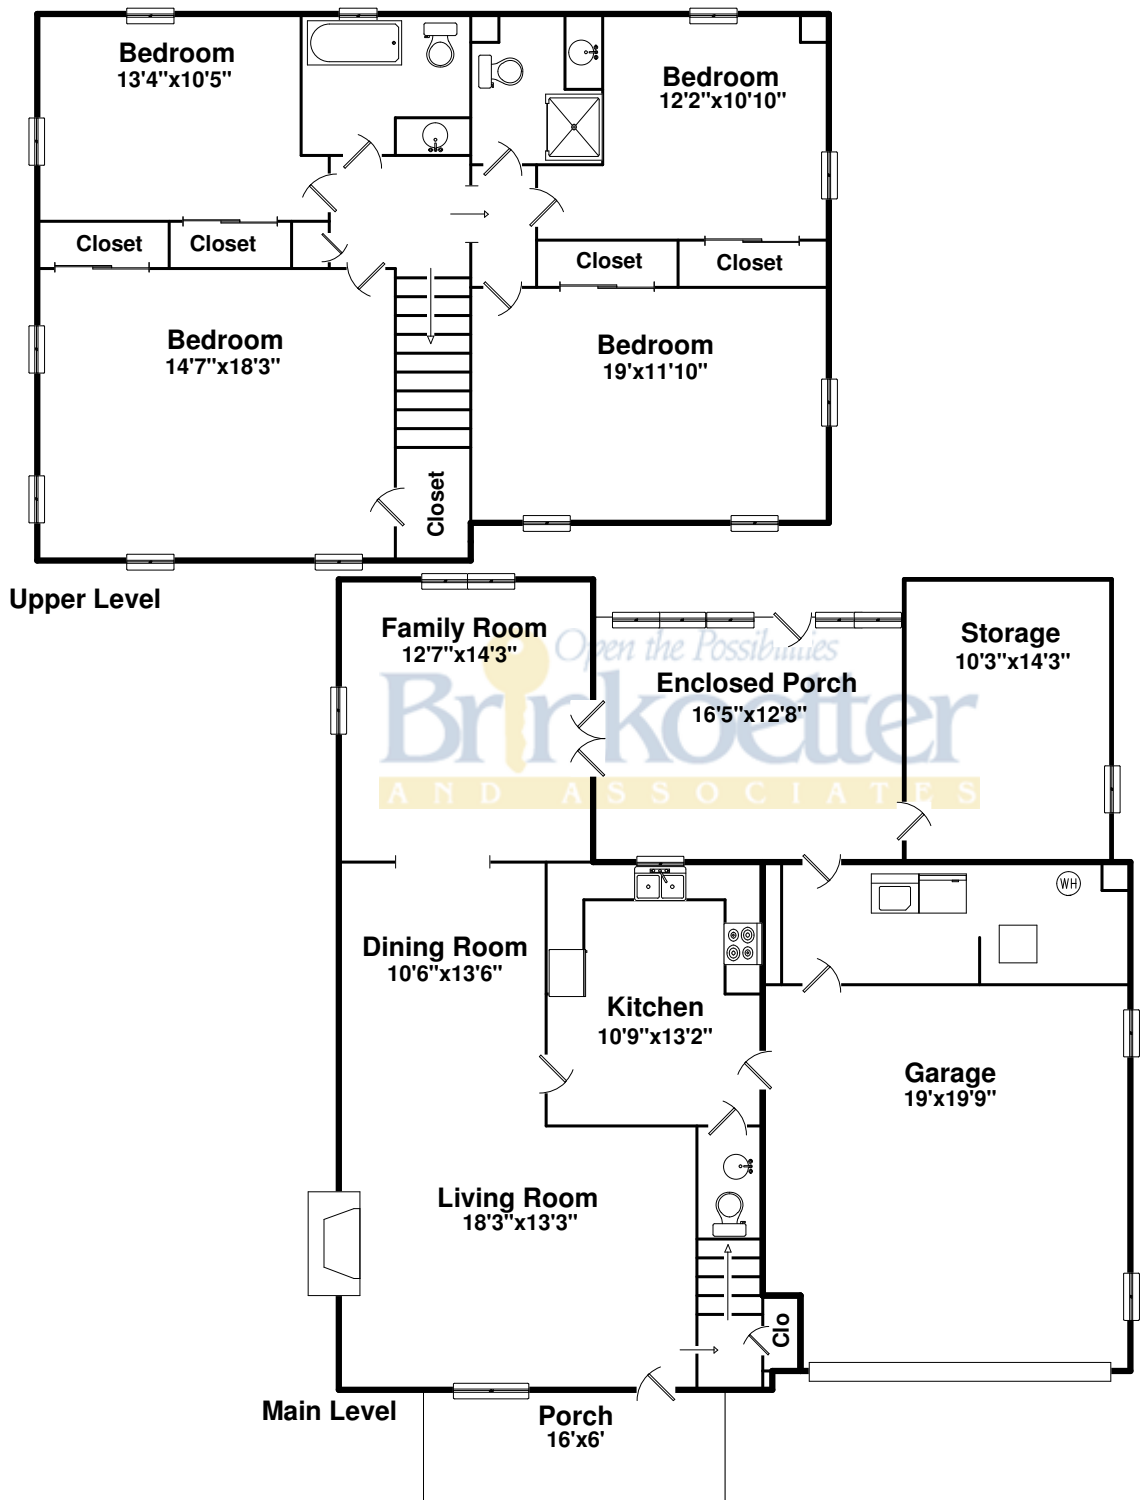 Bedroom
13'4"x10'5"
Bedroom
12'2"x10'10"
Closet
Closet
Closet
Closet
Bedroom
14'7"x18'3"
Bedroom
19'x11'10"
Closet
Upper Level
Family Room
12'7"x14'3"
Storage
10'3"x14'3"
Open the Possibilities
Enclosed Porch
16'5"x12'8"
Brirkoetter
AND ASSOCIATES
WH
Dining Room
10'6"x13'6"
Kitchen
10'9"x13'2"
Garage
19'x19'9"
Living Room
18'3"x13'3"
Clo
Main Level
Porch
16'x6'